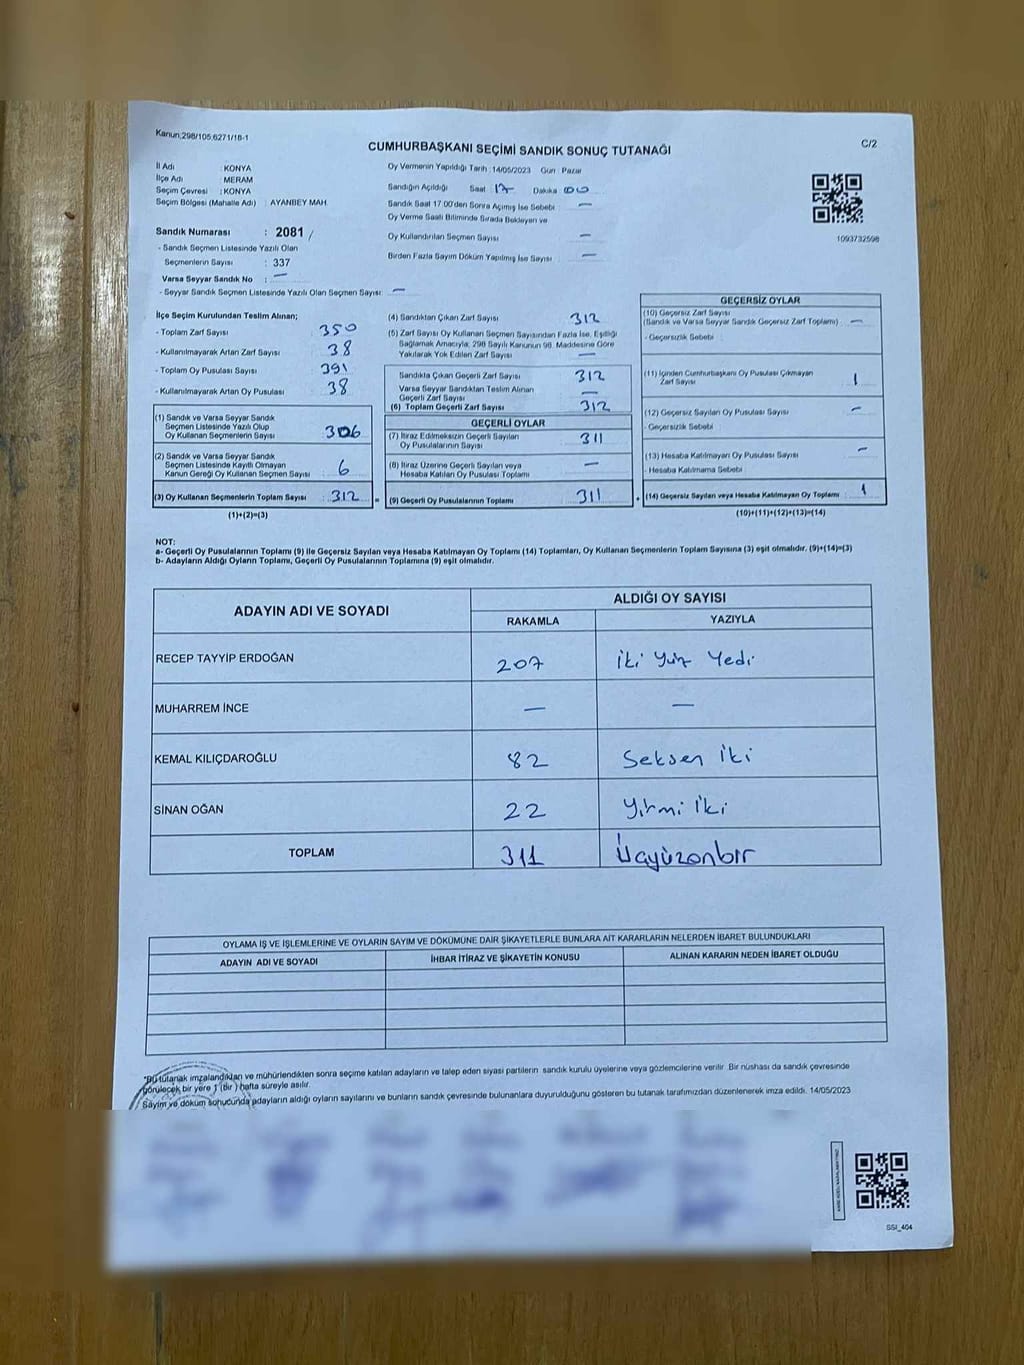 Kanun:298/105;6271/18-1
CUMHURBAŞKANI SEÇİMİ SANDIK SONUÇ TUTANAĞI
C/2
İl Adı : KONYA
İlçe Adı : MERAM
Seçim Çevresi : KONYA
Seçim Bölgesi (Mahalle Adı) : AYANBEY MAH.
Sandık Numarası : 2081 /
- Sandık Seçmen Listesinde Yazılı Olan
Seçmenlerin Sayısı : 337
Varsa Seyyar Sandık No : —
- Seyyar Sandık Seçmen Listesinde Yazılı Olan Seçmen Sayısı: —
Oy Vermenin Yapıldığı Tarih :14/05/2023 Gün : Pazar
Sandığın Açıldığı Saat 17 Dakika 00
Sandık Saat 17:00'den Sonra Açımış İse Sebebi —
Oy Verme Saati Bitiminde Sırada Bekleyen ve
Oy Kullandırılan Seçmen Sayısı —
Birden Fazla Sayım Döküm Yapılmış İse Sayısı —
1093732598
İlçe Seçim Kurulundan Teslim Alınan;
- Toplam Zarf Sayısı 350
- Kullanılmayarak Artan Zarf Sayısı : 38
- Toplam Oy Pusulası Sayısı : 391
- Kullanılmayarak Artan Oy Pusulası : 38
(1) Sandık ve Varsa Seyyar Sandık
Seçmen Listesinde Yazılı Olup
Oy Kullanan Seçmenlerin Sayısı : 306
(2) Sandık ve Varsa Seyyar Sandık
Seçmen Listesinde Kayıtlı Olmayan
Kanun Gereği Oy Kullanan Seçmen Sayısı : 6
(3) Oy Kullanan Seçmenlerin Toplam Sayısı : 312
(1)+(2)=(3)
(4) Sandıktan Çıkan Zarf Sayısı : 312
(5) Zarf Sayısı Oy Kullanan Seçmen Sayısından Fazla İse, Eşitliği
Sağlamak Amacıyla, 298 Sayılı Kanunun 98. Maddesine Göre
Yakılarak Yok Edilen Zarf Sayısı : —
Sandıkta Çıkan Geçerli Zarf Sayısı : 312
Varsa Seyyar Sandıktan Teslim Alınan
Geçerli Zarf Sayısı : —
(6) Toplam Geçerli Zarf Sayısı : 312
GEÇERLİ OYLAR
(7) İtiraz Edilmeksizin Geçerli Sayılan
Oy Pusulalarının Sayısı : 311
(8) İtiraz Üzerine Geçerli Sayılan veya
Hesaba Katılan Oy Pusulası Toplamı : —
(9) Geçerli Oy Pusulalarının Toplamı : 311
GEÇERSİZ OYLAR
(10) Geçersiz Zarf Sayısı
(Sandık ve Varsa Seyyar Sandık Geçersiz Zarf Toplamı) : —
- Geçersizlik Sebebi :
(11) İçinden Cumhurbaşkanı Oy Pusulası Çıkmayan
Zarf Sayısı : 1
(12) Geçersiz Sayılan Oy Pusulası Sayısı : —
- Geçersizlik Sebebi :
(13) Hesaba Katılmayan Oy Pusulası Sayısı : —
- Hesaba Katılmama Sebebi :
(14) Geçersiz Sayılan veya Hesaba Katılmayan Oy Toplamı : 1
(10)+(11)+(12)+(13)=(14)
NOT:
a- Geçerli Oy Pusulalarının Toplamı (9) ile Geçersiz Sayılan veya Hesaba Katılmayan Oy Toplamı (14) Toplamları, Oy Kullanan Seçmenlerin Toplam Sayısına (3) eşit olmalıdır. (9)+(14)=(3)
b- Adayların Aldığı Oyların Toplamı, Geçerli Oy Pusulalarının Toplamına (9) eşit olmalıdır.
ADAYIN ADI VE SOYADI
ALDIĞI OY SAYISI
RAKAMLA YAZIYLA
RECEP TAYYİP ERDOĞAN 207 İki Yüz Yedi
MUHARREM İNCE — —
KEMAL KILIÇDAROĞLU 82 Seksen İki
SİNAN OĞAN 22 Yirmi İki
TOPLAM 311 Üçyüzonbir
OYLAMA İŞ VE İŞLEMLERİNE VE OYLARIN SAYIM VE DÖKÜMÜNE DAİR ŞİKAYETLERLE BUNLARA AİT KARARLARIN NELERDEN İBARET BULUNDUKLARI
ADAYIN ADI VE SOYADI İHBAR İTİRAZ VE ŞİKAYETİN KONUSU ALINAN KARARIN NEDEN İBARET OLDUĞU
*Bu tutanak imzalandıktan ve mühürlendikten sonra seçime katılan adayların ve talep eden siyasi partilerin sandık kurulu üyelerine veya gözlemcilerine verilir. Bir nüshası da sandık çevresinde
görülecek bir yere 1 (bir) hafta süreyle asılır.
Sayım ve döküm sonucunda adayların aldığı oyların sayılarını ve bunların sandık çevresinde bulunanlara duyurulduğunu gösteren bu tutanak tarafımızdan düzenlenerek imza edildi. 14/05/2023
SSI_404